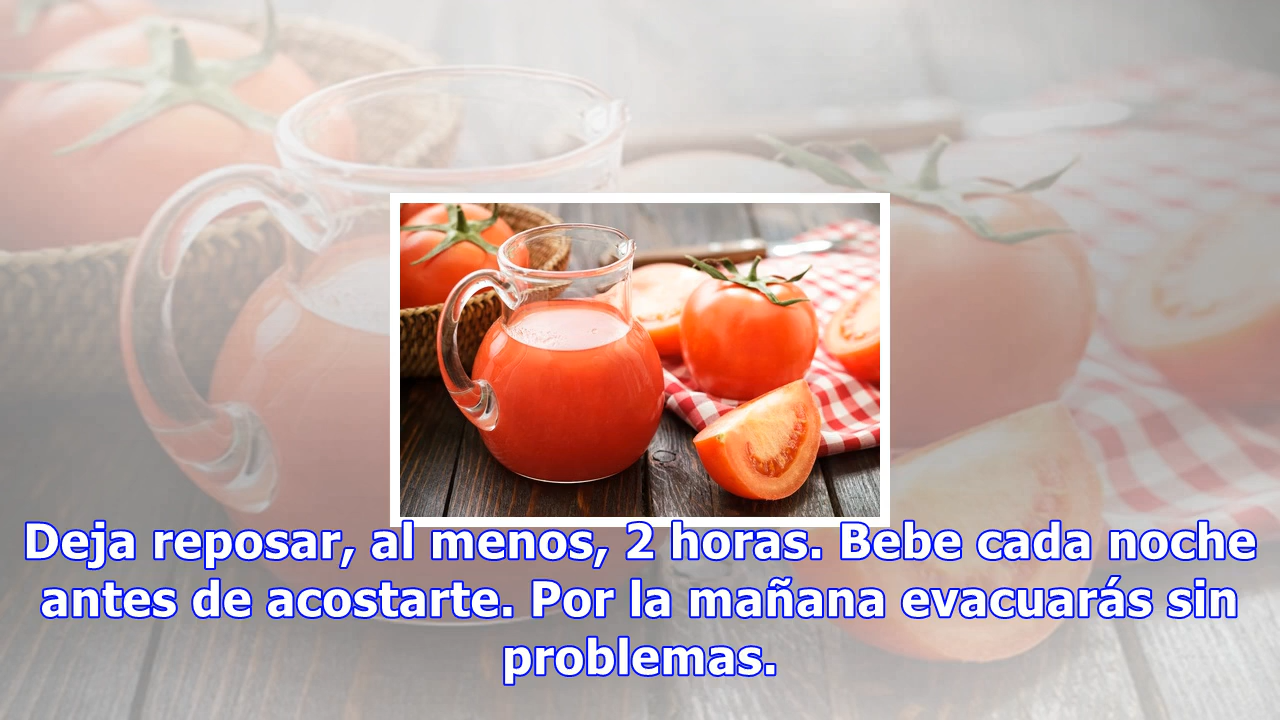 Deja reposar, al menos, 2 horas. Bebe cada noche
antes de acostarte. Por la mañana evacuarás sin
problemas.